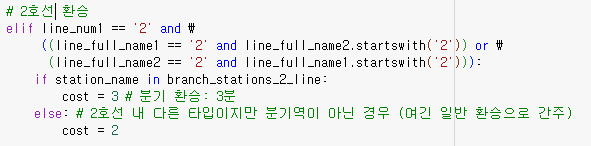 # 2호선 환승
elif line_num1 == '2' and \
((line_full_name1 == '2' and line_full_name2.startswith('2')) or \
(line_full_name2 == '2' and line_full_name1.startswith('2'))):
if station_name in branch_stations_2_line:
cost = 3 # 분기 환승: 3분
else: # 2호선 내 다른 타입이지만 분기역이 아닌 경우 (여긴 일반 환승으로 간주)
cost = 2